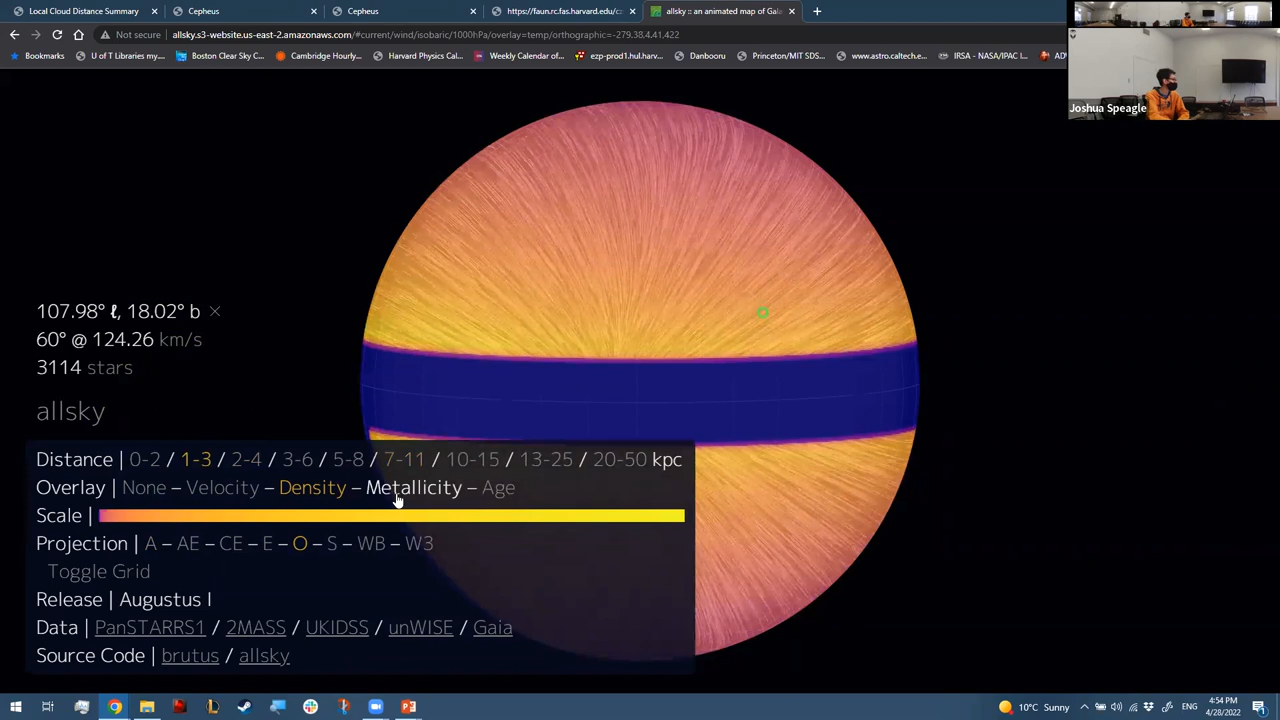 Local Cloud Distance Summary
Cepheus
Cepheus
https://faun.rc.fas.harvard.edu/c
allsky :: an animated map of Gai
Not secure | allsky.s3-website.us-east-2.amazonaws.com/#current/wind/isobaric/1000hPa/overlay=temp/orthographic=-279.38,4.41,422
Bookmarks
U of T Libraries my...
Boston Clear Sky C...
Cambridge Hourly...
Harvard Physics Cal...
Weekly Calendar of...
ezp-prod1.hul.harv...
Danbooru
Princeton/MIT SDS...
www.astro.caltech.e...
IRSA - NASA/IPAC I...
Joshua Speagle
107.98° ℓ, 18.02° b ×
60° @ 124.26 km/s
3114 stars
allsky
Distance | 0-2 / 1-3 / 2-4 / 3-6 / 5-8 / 7-11 / 10-15 / 13-25 / 20-50 kpc
Overlay | None – Velocity – Density – Metallicity – Age
Scale |
Projection | A – AE – CE – E – O – S – WB – W3
Toggle Grid
Release | Augustus I
Data | PanSTARRS1 / 2MASS / UKIDSS / unWISE / Gaia
Source Code | brutus / allsky
10°C Sunny
ENG
4:54 PM
4/28/2022